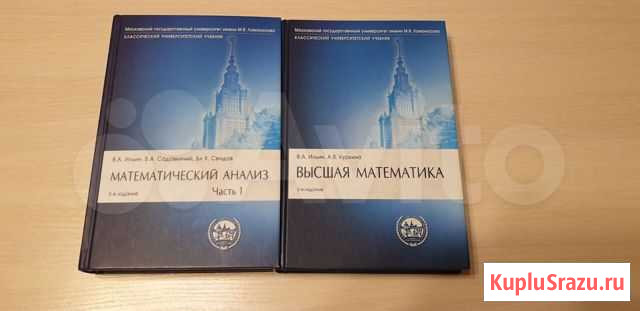 Московский государственный университет имени М.В. Ломоносова
КЛАССИЧЕСКИЙ УНИВЕРСИТЕТСКИЙ УЧЕБНИК
В.А. Ильин, В.А. Садовничий, Бл.Х. Сендов
МАТЕМАТИЧЕСКИЙ АНАЛИЗ
3-е издание
Часть 1
Московский государственный университет имени М.В. Ломоносова
КЛАССИЧЕСКИЙ УНИВЕРСИТЕТСКИЙ УЧЕБНИК
В.А. Ильин, А.В. Куркина
ВЫСШАЯ МАТЕМАТИКА
3-е издание
Avito
KupluSrazu.ru